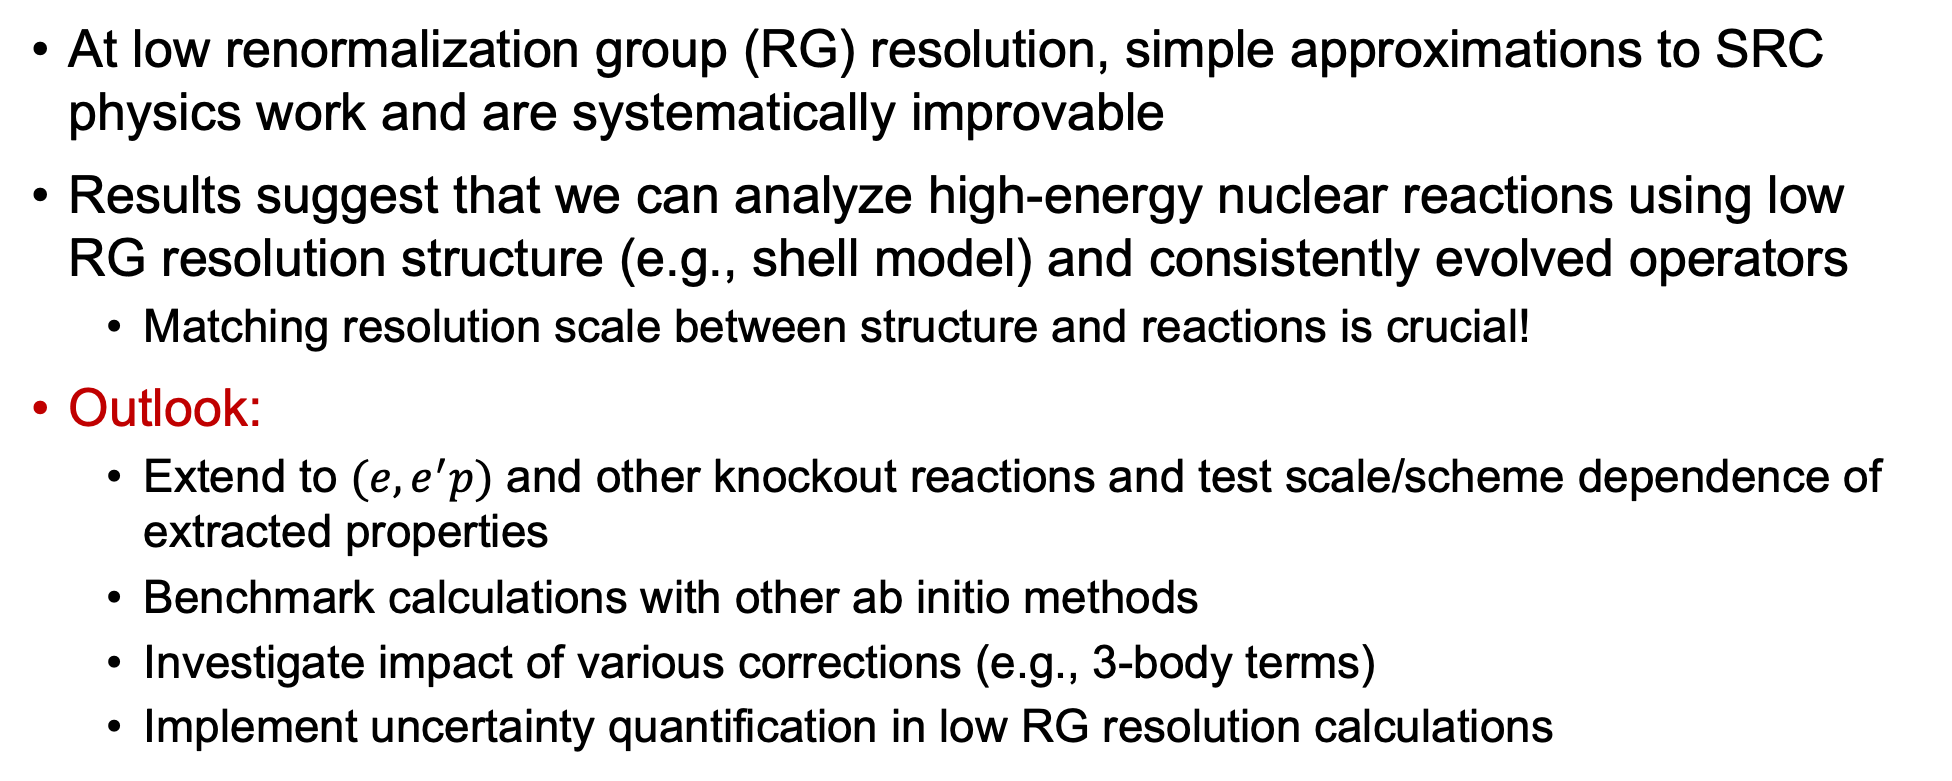 • At low renormalization group (RG) resolution, simple approximations to SRC
physics work and are systematically improvable
• Results suggest that we can analyze high-energy nuclear reactions using low
RG resolution structure (e.g., shell model) and consistently evolved operators
• Matching resolution scale between structure and reactions is crucial!
• Outlook:
• Extend to (e, e′p) and other knockout reactions and test scale/scheme dependence of
extracted properties
• Benchmark calculations with other ab initio methods
• Investigate impact of various corrections (e.g., 3-body terms)
• Implement uncertainty quantification in low RG resolution calculations